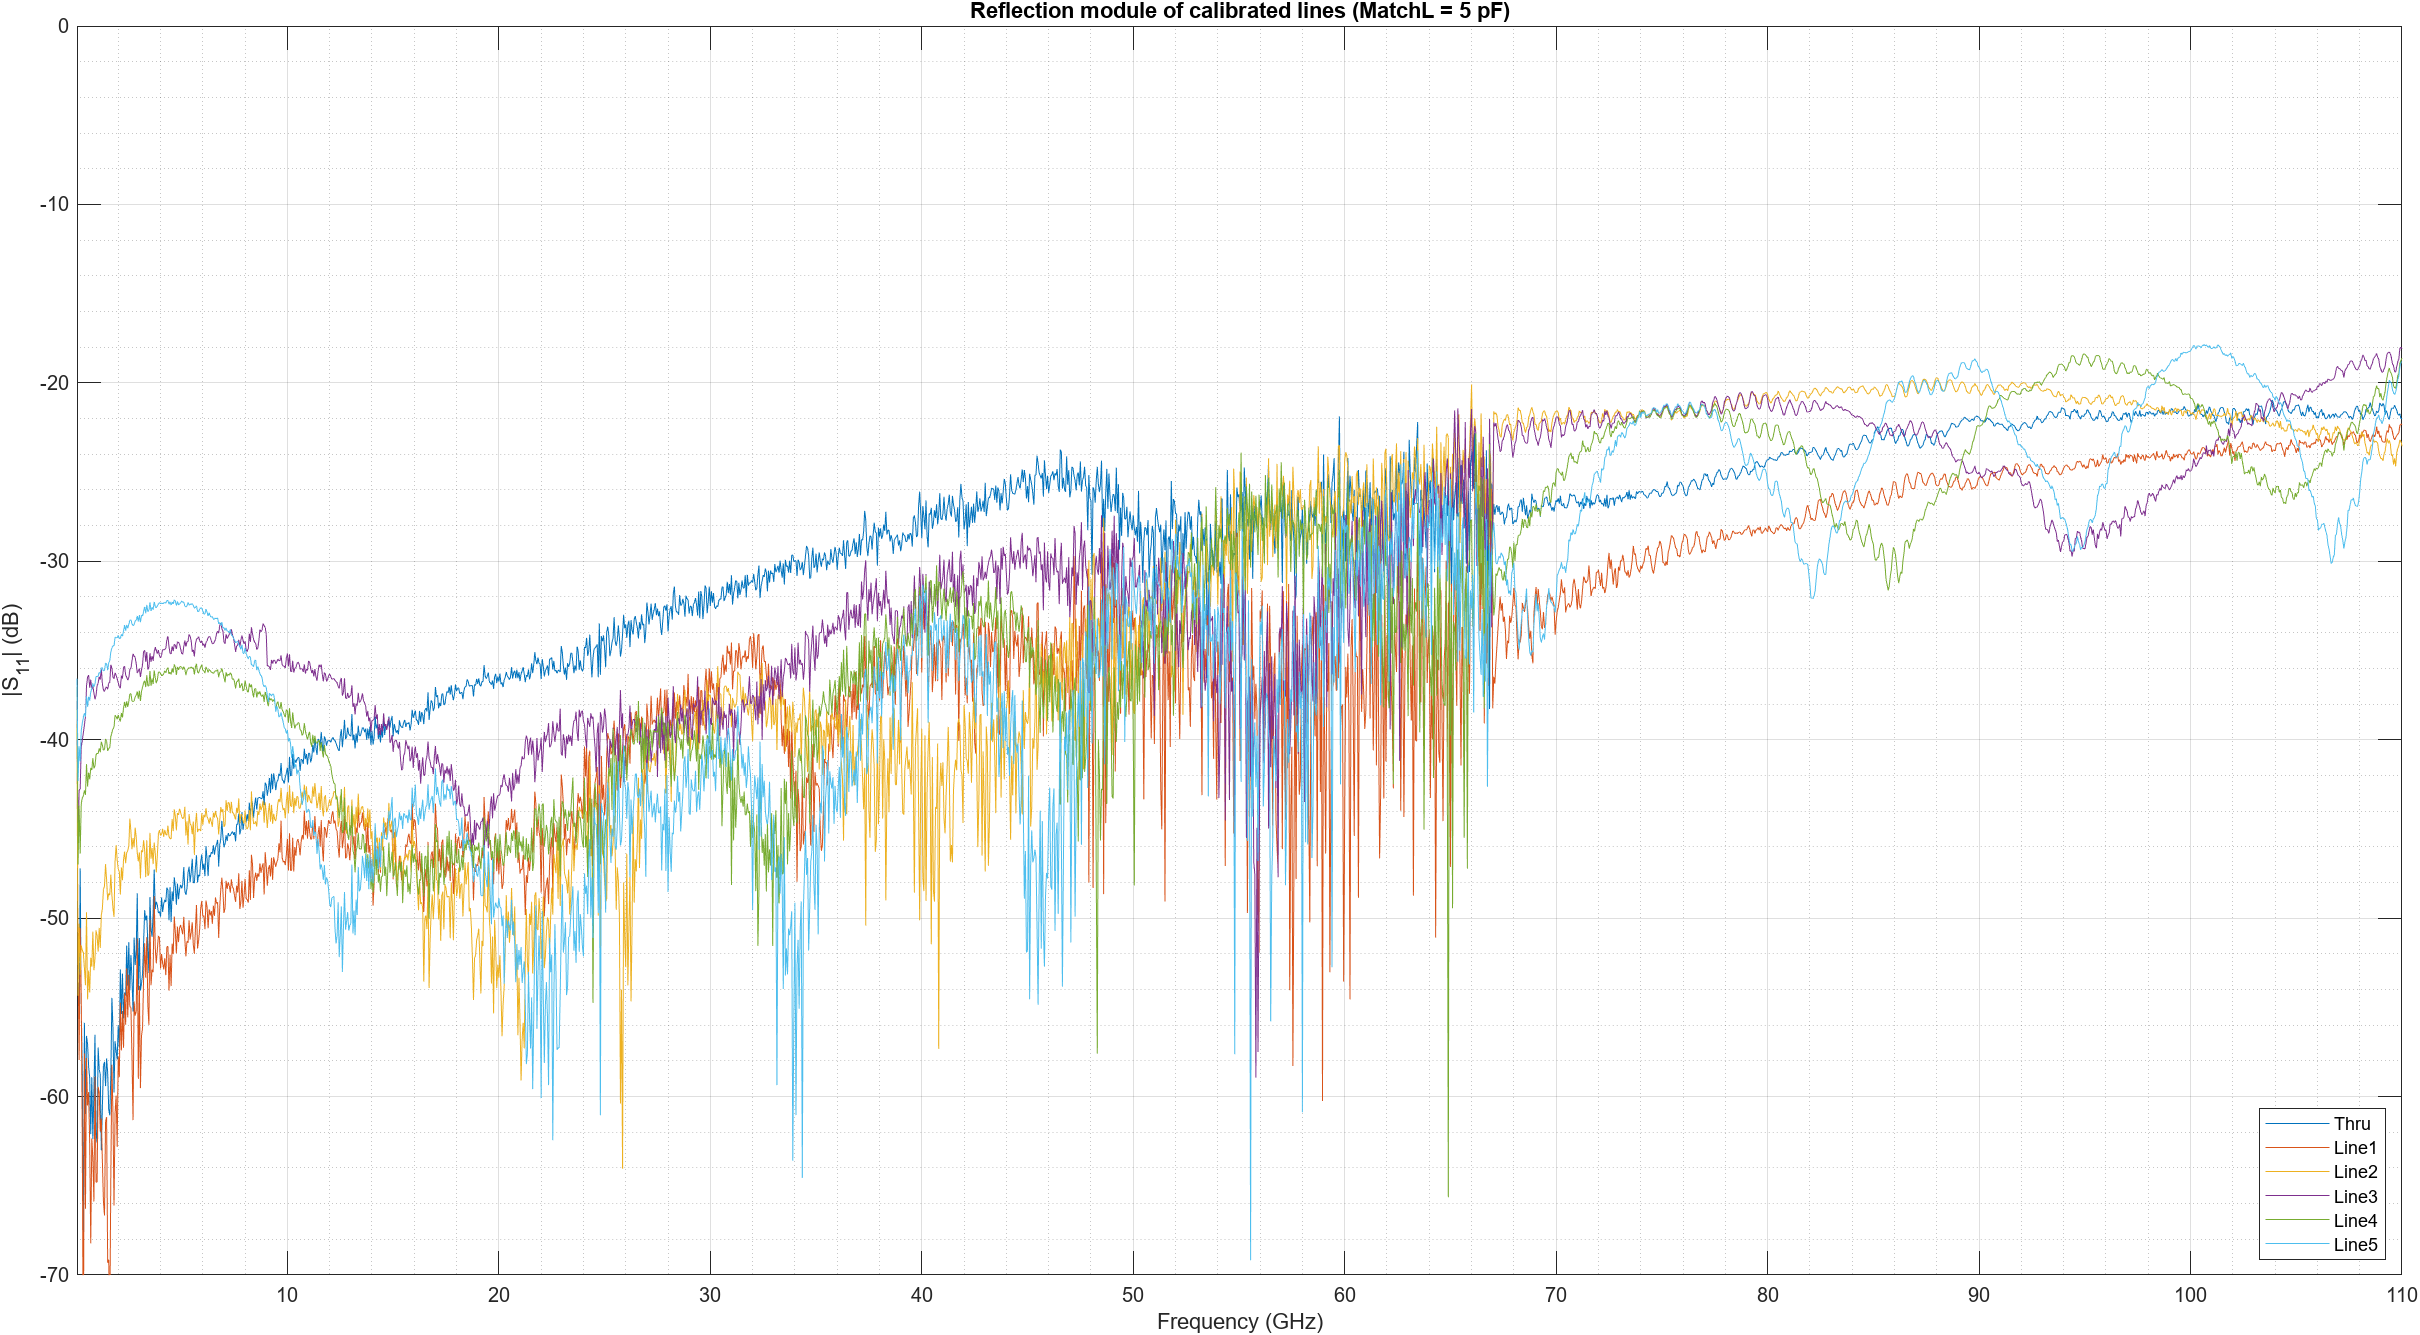 Reflection module of calibrated lines (MatchL = 5 pF)
0
-10
-20
-30
-40
-50
-60
-70
|S11| (dB)
10 20 30 40 50 60 70 80 90 100 110
Frequency (GHz)
Thru
Line1
Line2
Line3
Line4
Line5